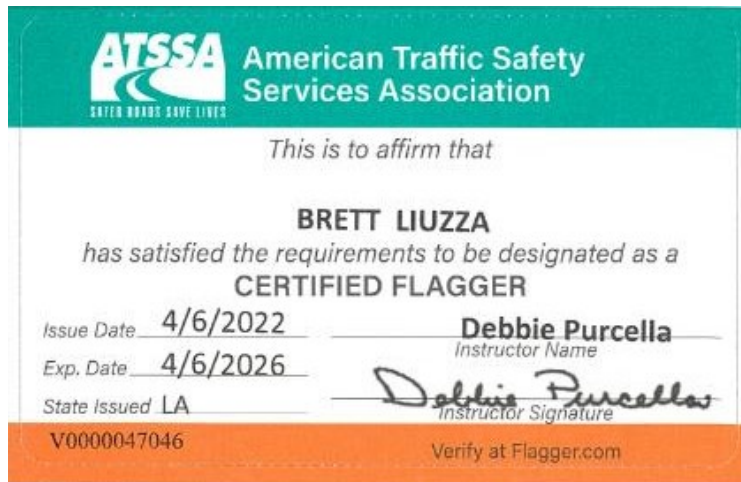 ATSSA
SAFER ROADS SAVE LIVES
American Traffic Safety
Services Association
This is to affirm that
BRETT LIUZZA
has satisfied the requirements to be designated as a
CERTIFIED FLAGGER
Issue Date 4/6/2022
Debbie Purcella
Instructor Name
Exp. Date 4/6/2026
Debbie Purcella
Instructor Signature
State Issued LA
V0000047046
Verify at Flagger.com